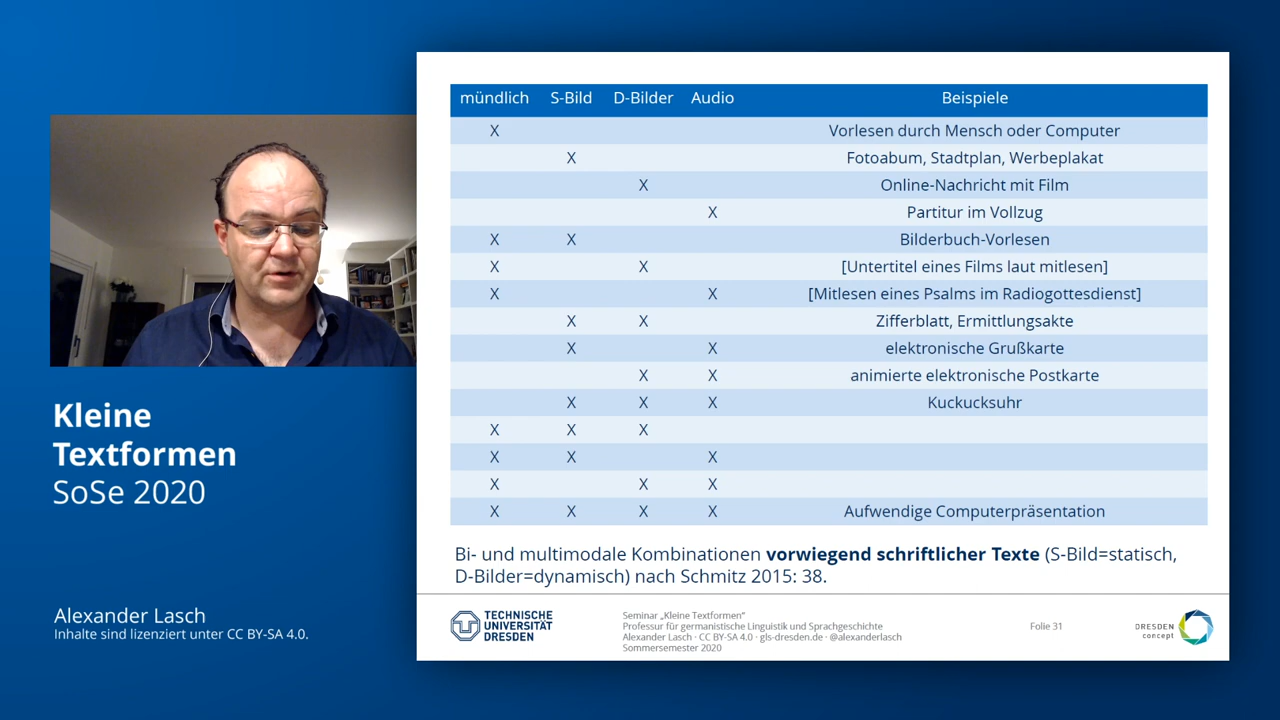 mündlich S-Bild D-Bilder Audio Beispiele
X Vorlesen durch Mensch oder Computer
X Fotoabum, Stadtplan, Werbeplakat
X Online-Nachricht mit Film
X Partitur im Vollzug
X X Bilderbuch-Vorlesen
X X [Untertitel eines Films laut mitlesen]
X X [Mitlesen eines Psalms im Radiogottesdienst]
X X Zifferblatt, Ermittlungsakte
X X elektronische Grußkarte
X X animierte elektronische Postkarte
X X X Kuckucksuhr
X X X
X X X
X X X
X X X X Aufwendige Computerpräsentation
Bi- und multimodale Kombinationen vorwiegend schriftlicher Texte (S-Bild=statisch,
D-Bilder=dynamisch) nach Schmitz 2015: 38.
Kleine
Textformen
SoSe 2020
Alexander Lasch
Inhalte sind lizenziert unter CC BY-SA 4.0.
TECHNISCHE
UNIVERSITÄT
DRESDEN
Seminar „Kleine Textformen“
Professur für germanistische Linguistik und Sprachgeschichte
Alexander Lasch · CC BY-SA 4.0 · gls-dresden.de · @alexanderlasch
Sommersemester 2020
Folie 31
DRESDEN
concept